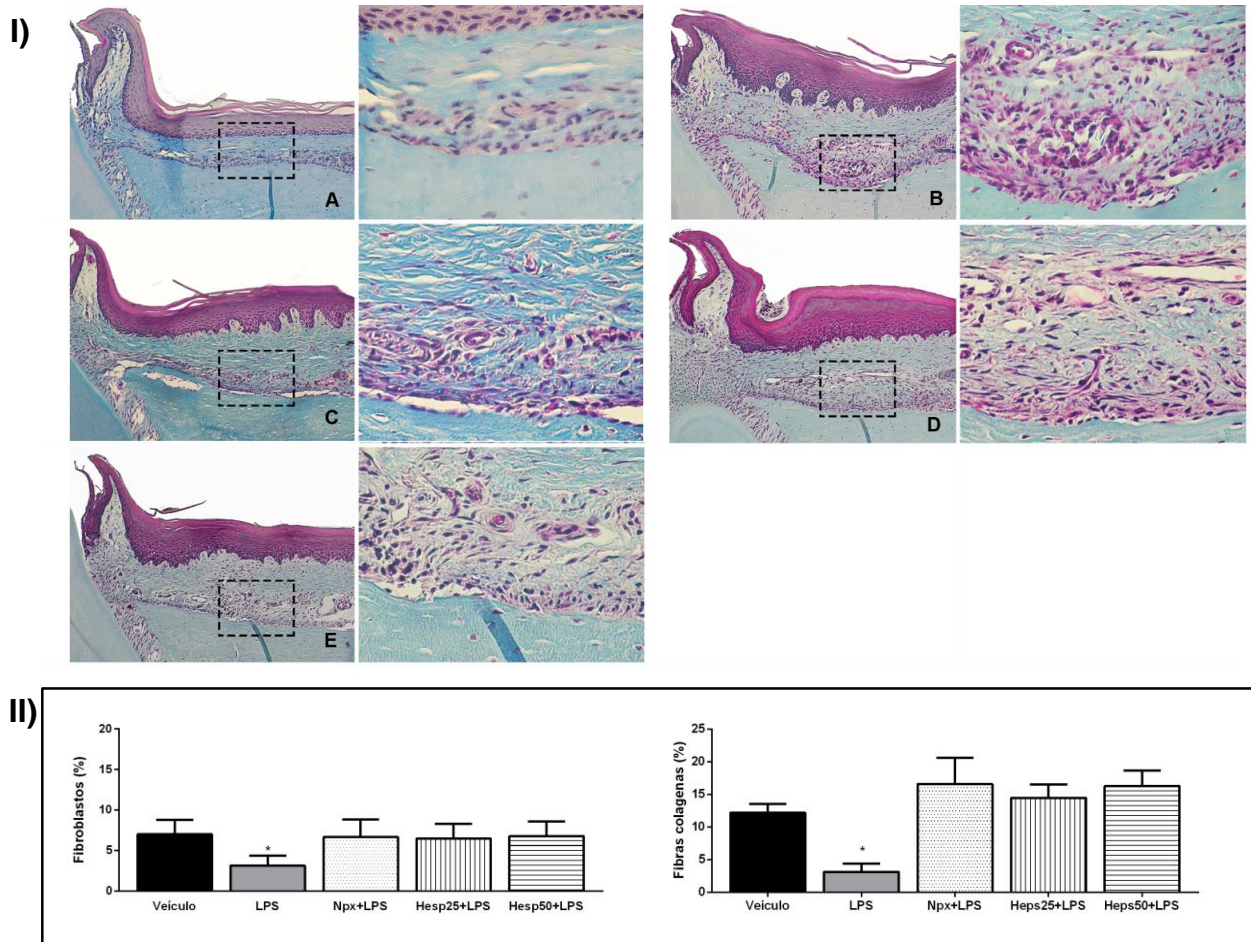 I)
A
B
C
D
E
II)
Fibroblastos (%)
20
15
10
5
0
*
Veículo LPS Npx+LPS Hesp25+LPS Hesp50+LPS
Fibras colagenas (%)
25
20
15
10
5
0
*
Veículo LPS Npx+LPS Heps25+LPS Heps50+LPS